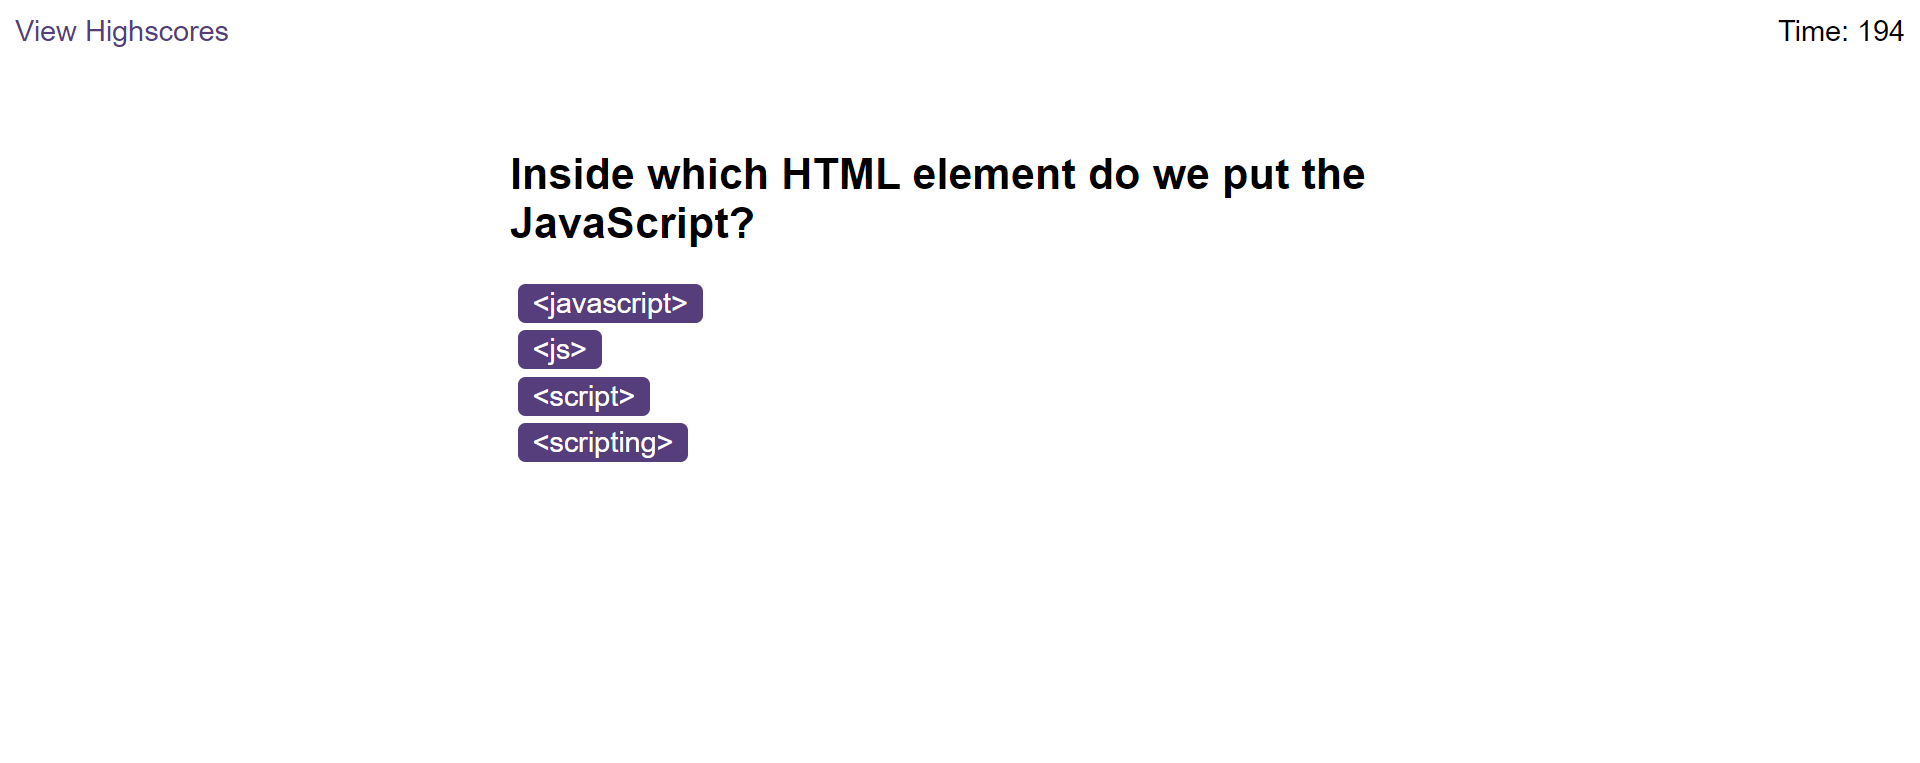 View Highscores
Time: 194
Inside which HTML element do we put the
JavaScript?
<javascript>
<js>
<script>
<scripting>